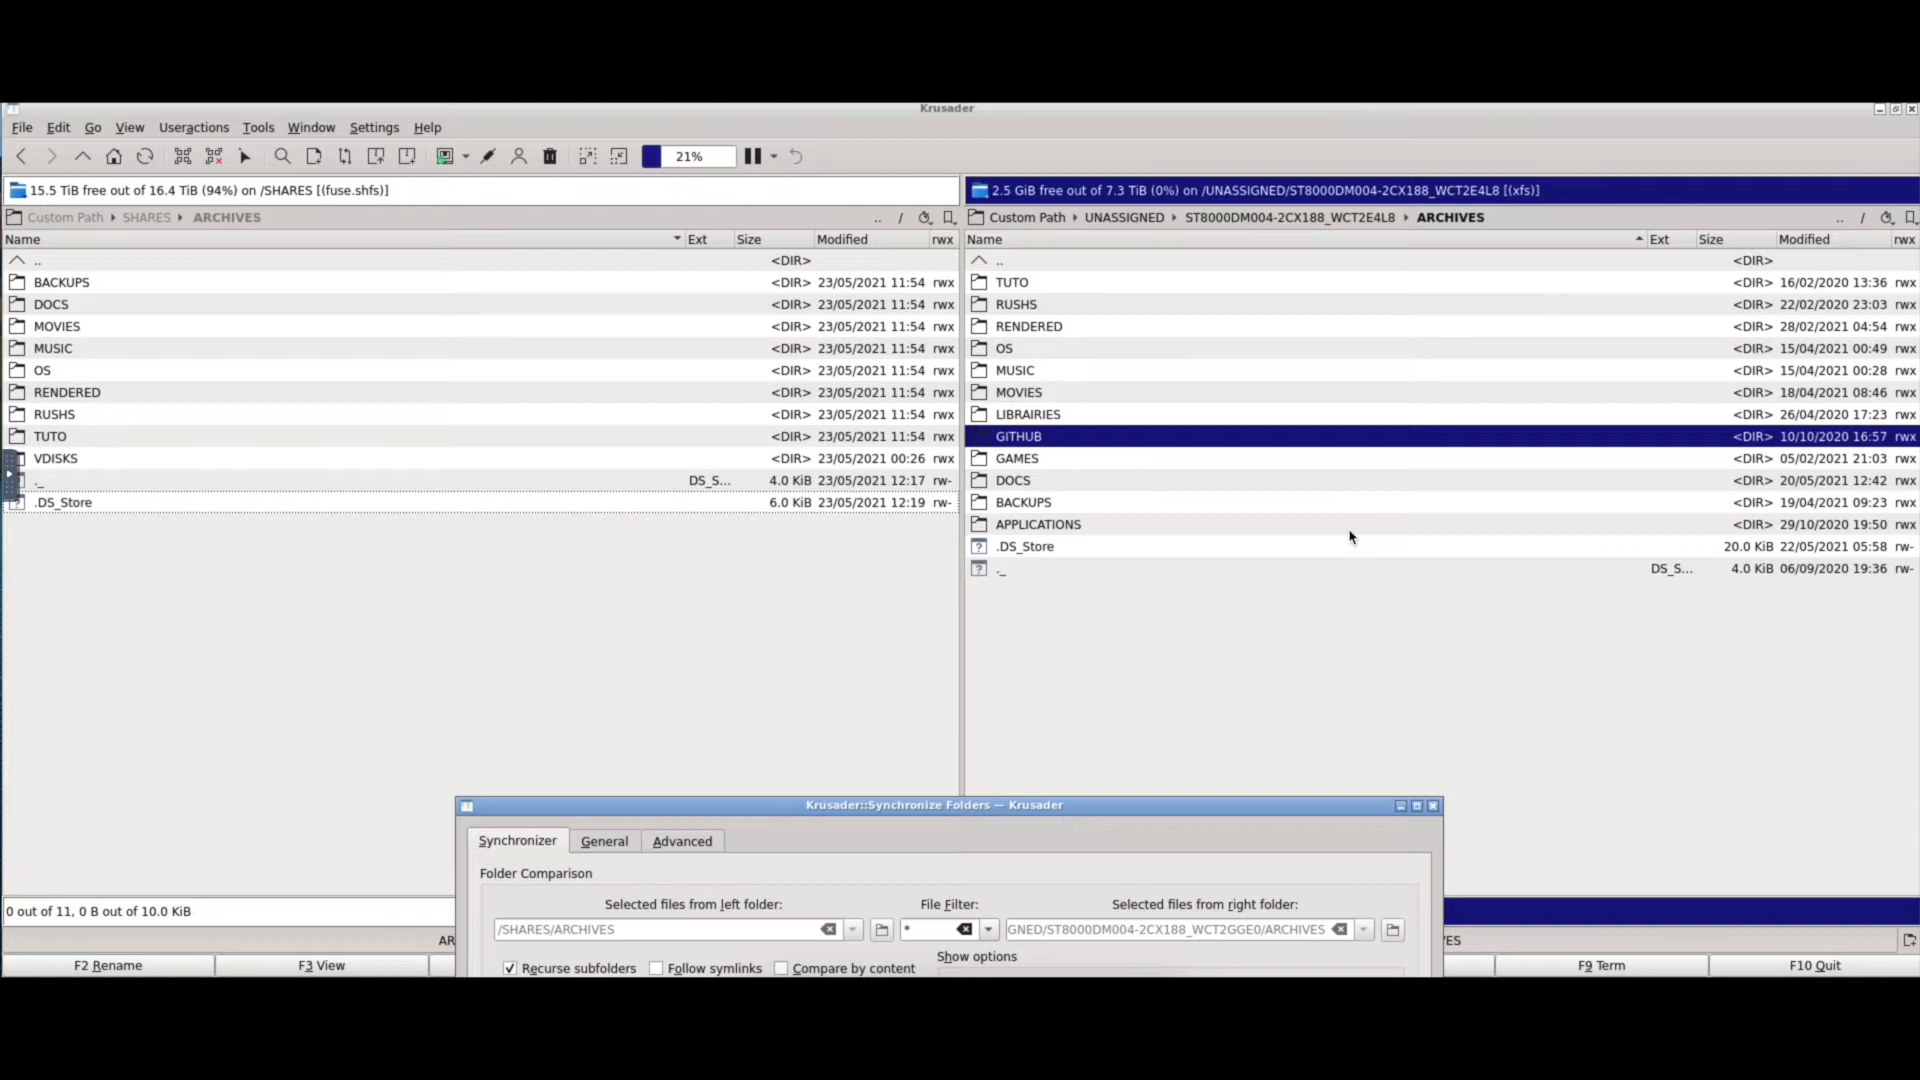 Krusader
File Edit Go View Useractions Tools Window Settings Help
21%
15.5 TiB free out of 16.4 TiB (94%) on /SHARES [(fuse.shfs)]
Custom Path SHARES ARCHIVES .. /
Name Ext Size Modified rwx
.. <DIR>
BACKUPS <DIR> 23/05/2021 11:54 rwx
DOCS <DIR> 23/05/2021 11:54 rwx
MOVIES <DIR> 23/05/2021 11:54 rwx
MUSIC <DIR> 23/05/2021 11:54 rwx
OS <DIR> 23/05/2021 11:54 rwx
RENDERED <DIR> 23/05/2021 11:54 rwx
RUSHS <DIR> 23/05/2021 11:54 rwx
TUTO <DIR> 23/05/2021 11:54 rwx
VDISKS <DIR> 23/05/2021 00:26 rwx
._ DS_S... 4.0 KiB 23/05/2021 12:17 rw-
.DS_Store 6.0 KiB 23/05/2021 12:19 rw-
0 out of 11, 0 B out of 10.0 KiB
2.5 GiB free out of 7.3 TiB (0%) on /UNASSIGNED/ST8000DM004-2CX188_WCT2E4L8 [(xfs)]
Custom Path UNASSIGNED ST8000DM004-2CX188_WCT2E4L8 ARCHIVES .. /
Name Ext Size Modified rwx
.. <DIR>
TUTO <DIR> 16/02/2020 13:36 rwx
RUSHS <DIR> 22/02/2020 23:03 rwx
RENDERED <DIR> 28/02/2021 04:54 rwx
OS <DIR> 15/04/2021 00:49 rwx
MUSIC <DIR> 15/04/2021 00:28 rwx
MOVIES <DIR> 18/04/2021 08:46 rwx
LIBRAIRIES <DIR> 26/04/2020 17:23 rwx
GITHUB <DIR> 10/10/2020 16:57 rwx
GAMES <DIR> 05/02/2021 21:03 rwx
DOCS <DIR> 20/05/2021 12:42 rwx
BACKUPS <DIR> 19/04/2021 09:23 rwx
APPLICATIONS <DIR> 29/10/2020 19:50 rwx
.DS_Store 20.0 KiB 22/05/2021 05:58 rw-
._ DS_S... 4.0 KiB 06/09/2020 19:36 rw-
Krusader::Synchronize Folders — Krusader
Synchronizer General Advanced
Folder Comparison
Selected files from left folder: File Filter: Selected files from right folder:
/SHARES/ARCHIVES * GNED/ST8000DM004-2CX188_WCT2GGE0/ARCHIVES
Show options
Recurse subfolders Follow symlinks Compare by content
AR
ES
F2 Rename F3 View F9 Term F10 Quit